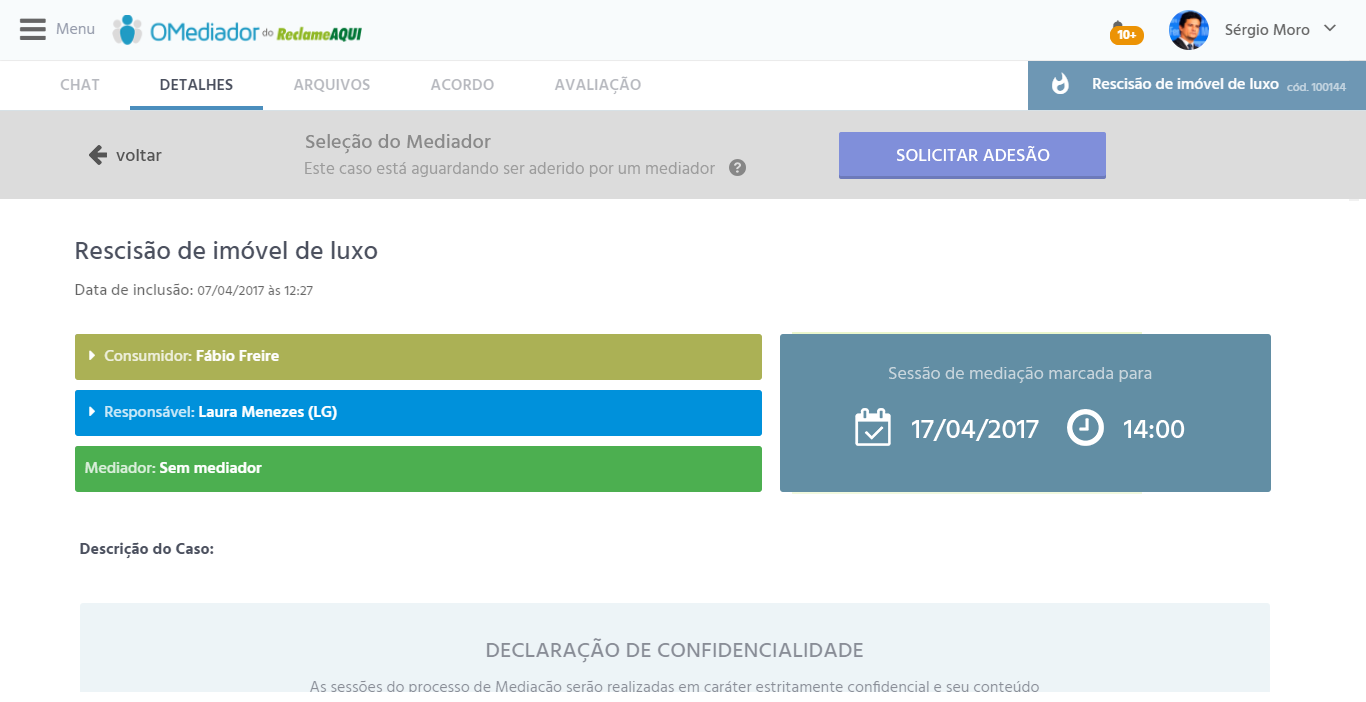 Menu
OMediador do ReclameAQUI
10+
Sérgio Moro
CHAT DETALHES ARQUIVOS ACORDO AVALIAÇÃO
Rescisão de imóvel de luxo cód. 100144
voltar
Seleção do Mediador
Este caso está aguardando ser aderido por um mediador ?
SOLICITAR ADESÃO
Rescisão de imóvel de luxo
Data de inclusão: 07/04/2017 às 12:27
Consumidor: Fábio Freire
Responsável: Laura Menezes (LG)
Mediador: Sem mediador
Sessão de mediação marcada para
17/04/2017 14:00
Descrição do Caso:
DECLARAÇÃO DE CONFIDENCIALIDADE
As sessões do processo de Mediação serão realizadas em caráter estritamente confidencial e seu conteúdo